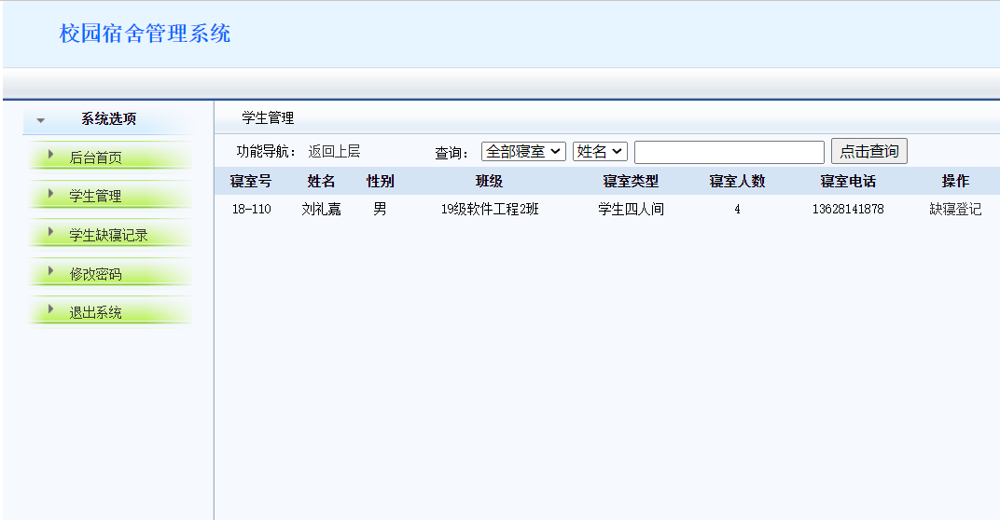 校园宿舍管理系统
系统选项
后台首页
学生管理
学生缺寝记录
修改密码
退出系统
学生管理
功能导航： 返回上层 查询： 全部寝室 姓名 点击查询
寝室号 姓名 性别 班级 寝室类型 寝室人数 寝室电话 操作
18-110 刘礼嘉 男 19级软件工程2班 学生四人间 4 13628141878 缺寝登记